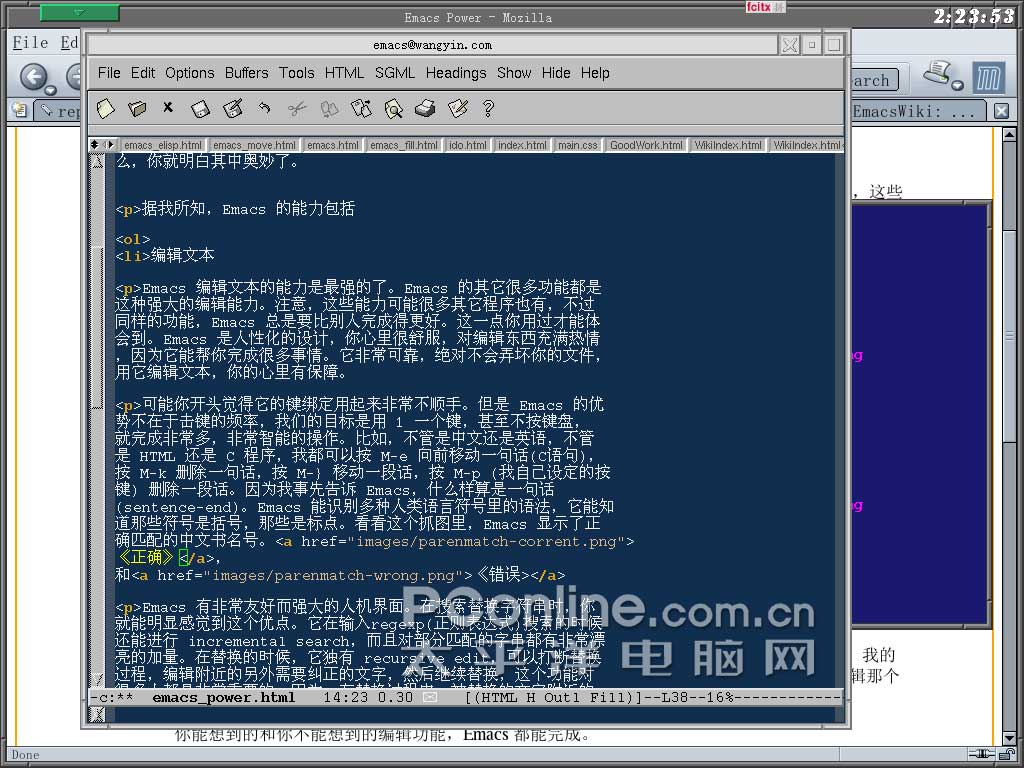 Emacs Power - Mozilla
fcitx 拼
2:23:53
File Ed
emacs@wangyin.com
File Edit Options Buffers Tools HTML SGML Headings Show Hide Help
arch
rep
EmacsWiki: ...
emacs_elisp.html emacs_move.html emacs.html emacs_fill.html ido.html index.html main.css GoodWork.html WikiIndex.html WikiIndex.html
么，你就明白其中奥妙了。
，这些
<p>据我所知，Emacs 的能力包括
<ol>
<li>编辑文本
<p>Emacs 编辑文本的能力是最强的了。Emacs 的其它很多功能都是
这种强大的编辑能力。注意，这些能力可能很多其它程序也有，不过
同样的功能，Emacs 总是要比别人完成得更好。这一点你用过才能体
会到。Emacs 是人性化的设计，你心里很舒服，对编辑东西充满热情
，因为它能帮你完成很多事情。它非常可靠，绝对不会弄坏你的文件，
ng
用它编辑文本，你的心里有保障。
<p>可能你开头觉得它的键绑定用起来非常不顺手。但是 Emacs 的优
势不在于击键的频率，我们的目标是用 1 一个键，甚至不按键盘，
就完成非常多，非常智能的操作。比如，不管是中文还是英语，不管
是 HTML 还是 C 程序，我都可以按 M-e 向前移动一句话(C语句)，
按 M-k 删除一句话，按 M-} 移动一段话，按 M-p (我自己设定的按
键) 删除一段话。因为我事先告诉 Emacs，什么样算是一句话
(sentence-end)。Emacs 能识别多种人类语言符号里的语法，它能知
ng
道那些符号是括号，那些是标点。看看这个抓图里，Emacs 显示了正
确匹配的中文书名号。<a href="images/parenmatch-corrent.png">
《正确》</a>，
和<a href="images/parenmatch-wrong.png">《错误></a>
<p>Emacs 有非常友好而强大的人机界面。在搜索替换字符串时，你
就能明显感觉到这个优点。它在输入regexp(正则表达式)搜索的时候
还能进行 incremental search，而且对部分匹配的字串都有非常漂
亮的加量。在替换的时候，它独有 recursive edit，可以打断替换
过程，编辑附近的另外需要纠正的文字，然后继续替换，这个功能对
PConline.com.cn
太平洋电脑网
我的
辑那个
-c:** emacs_power.html 14:23 0.30 [(HTML H Outl Fill)]--L38--16%------------
你能想到的和你不能想到的编辑功能，Emacs 都能完成。
Done